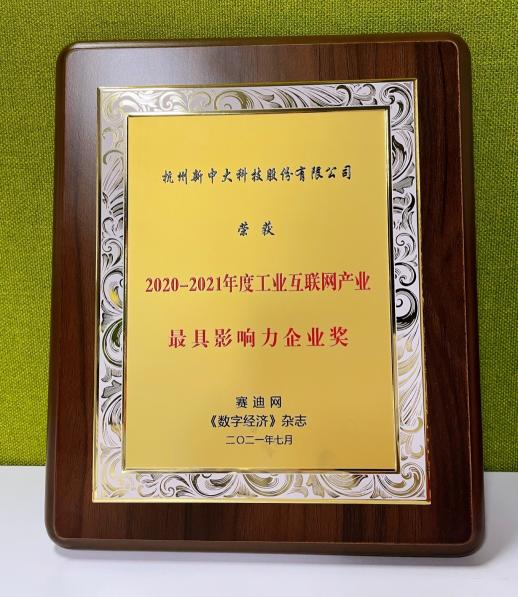 杭州新中大科技股份有限公司
荣获
2020-2021年度工业互联网产业
最具影响力企业奖
赛迪网
《数字经济》杂志
二〇二一年七月